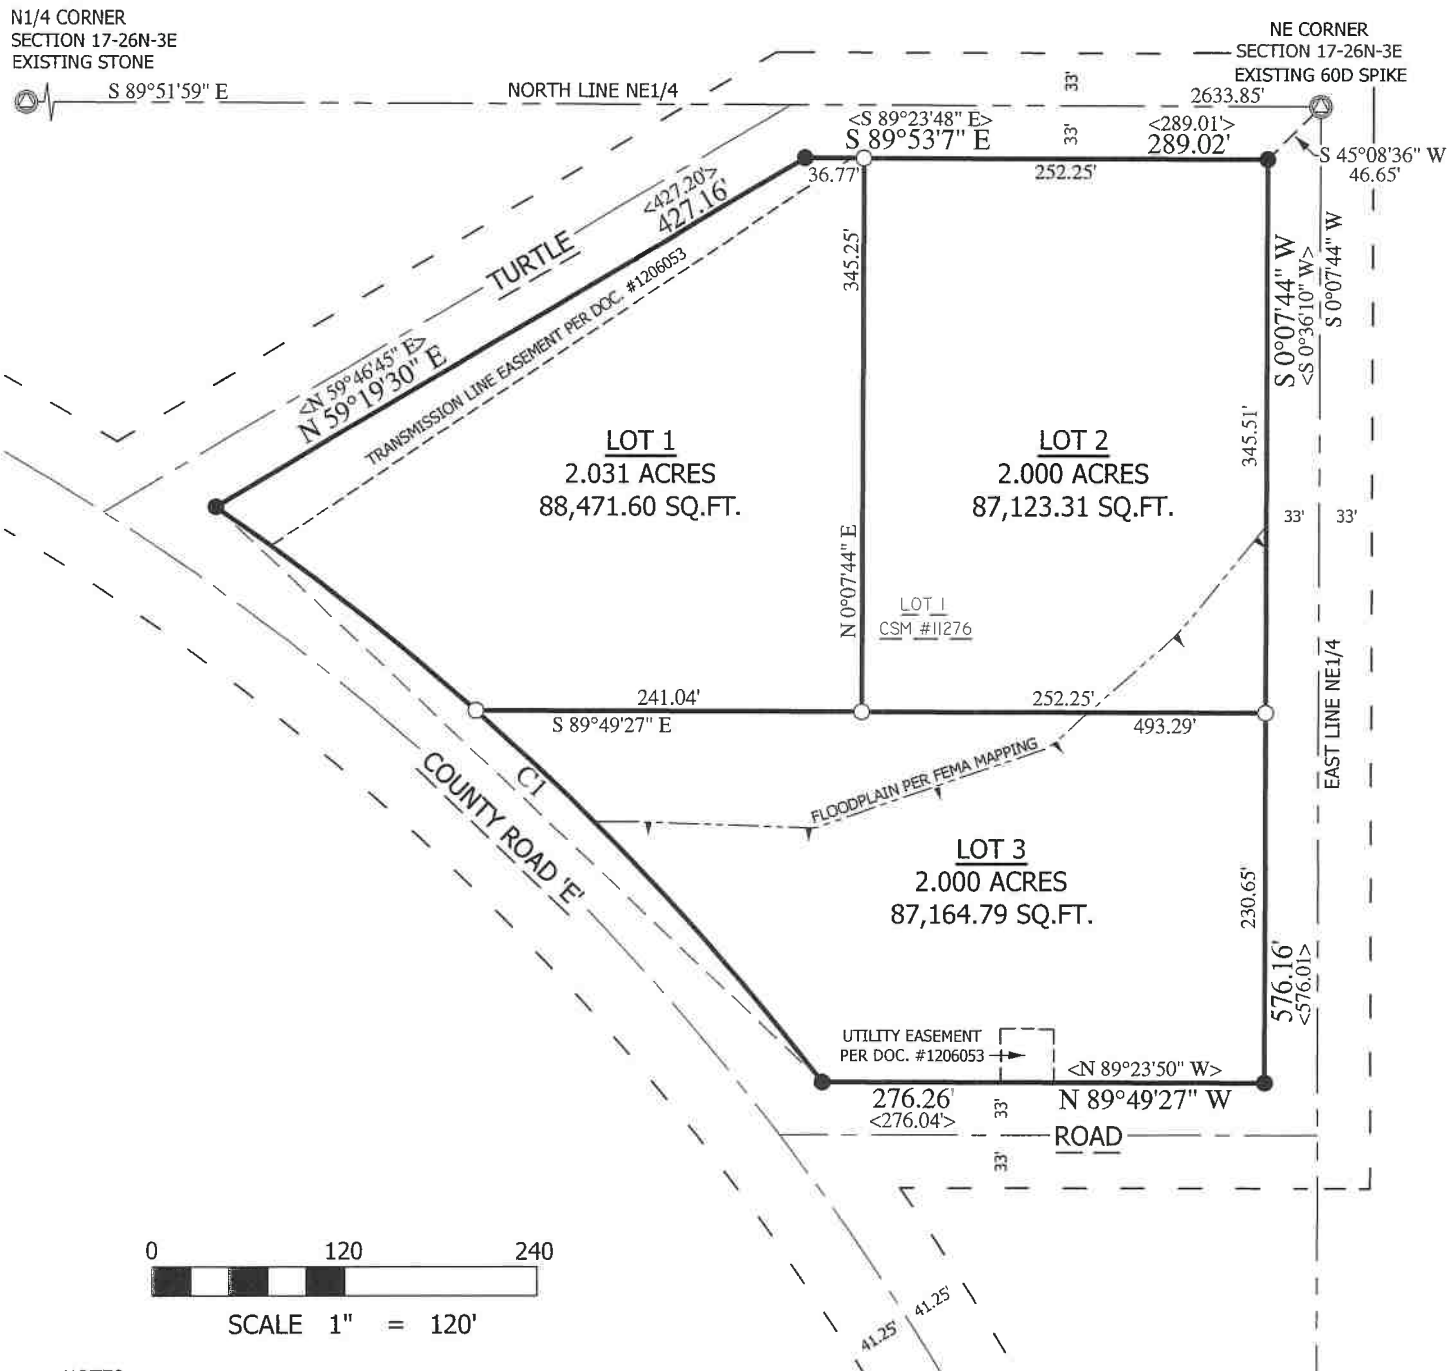 N1/4 CORNER
SECTION 17-26N-3E
EXISTING STONE
S 89°51'59" E
NORTH LINE NE1/4
33'
2633.85'
NE CORNER
SECTION 17-26N-3E
EXISTING 60D SPIKE
<S 89°23'48" E>
S 89°53'7" E
33'
<289.01'>
289.02'
S 45°08'36" W
46.65'
36.77'
252.25'
<427.20'>
427.16'
TURTLE
TRANSMISSION LINE EASEMENT PER DOC. #1206053
<N 59°46'45" E>
N 59°19'30" E
345.25'
N 0°07'44" E
S 0°07'44" W
<S 0°36'10" W>
S 0°07'44" W
345.51'
LOT 1
2.031 ACRES
88,471.60 SQ.FT.
LOT 2
2.000 ACRES
87,123.31 SQ.FT.
33'
33'
LOT 1
CSM #11276
241.04'
S 89°49'27" E
252.25'
493.29'
EAST LINE NE1/4
C1
COUNTY ROAD 'E'
FLOODPLAIN PER FEMA MAPPING
LOT 3
2.000 ACRES
87,164.79 SQ.FT.
230.65'
576.16'
<576.01>
UTILITY EASEMENT
PER DOC. #1206053
<N 89°23'50" W>
276.26'
N 89°49'27" W
<276.04'>
33'
ROAD
33'
0 120 240
SCALE 1" = 120'
41.25'
41.25'